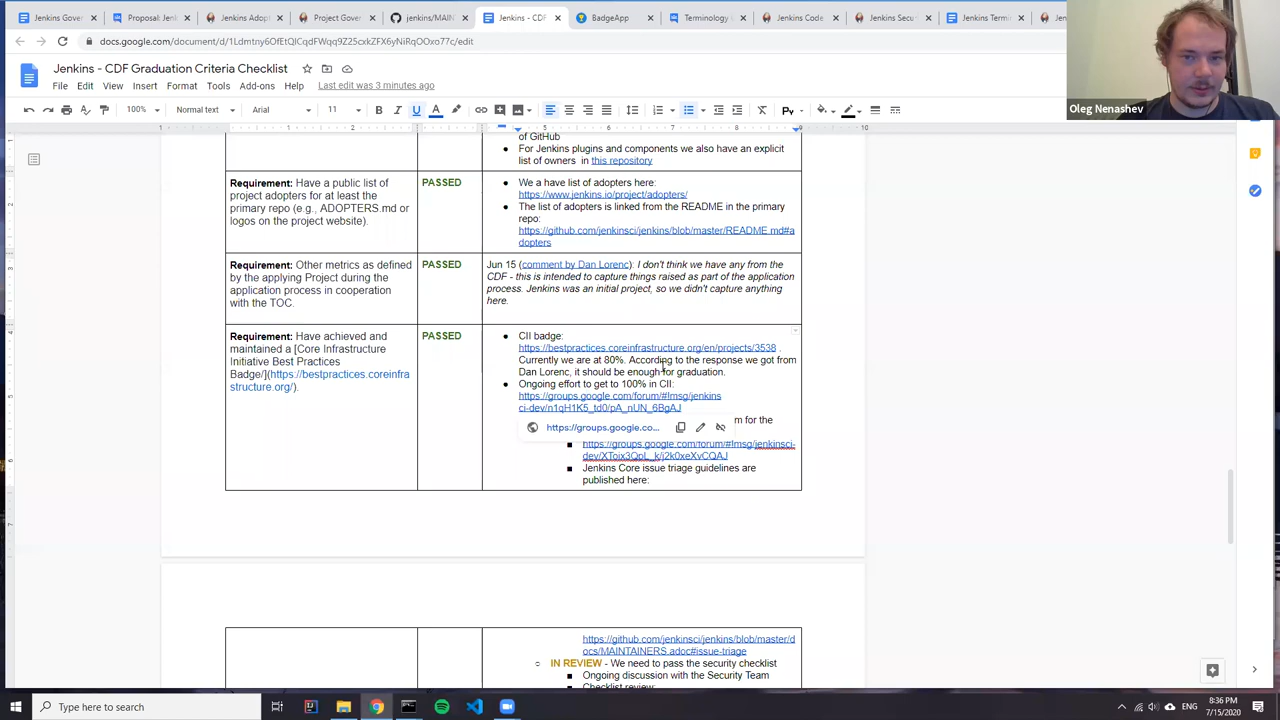 Jenkins Gover
Proposal: Jenk
Jenkins Adop
Project Gover
jenkins/MAIN
Jenkins - CDF
BadgeApp
Terminology
Jenkins Code
Jenkins Secu
Jenkins Termi
docs.google.com/document/d/1Ldmtny6OfEtQICqdFWqq9Z25cxkZFX6yNiRqOOxo77c/edit
Jenkins - CDF Graduation Criteria Checklist
File Edit View Insert Format Tools Add-ons Help Last edit was 3 minutes ago
100% Normal text Arial 11
Oleg Nenashev
of GitHub
For Jenkins plugins and components we also have an explicit
list of owners in this repository
Requirement: Have a public list of
project adopters for at least the
primary repo (e.g., ADOPTERS.md or
logos on the project website).
PASSED
We a have list of adopters here:
https://www.jenkins.io/project/adopters/
The list of adopters is linked from the README in the primary
repo:
https://github.com/jenkinsci/jenkins/blob/master/README.md#a
dopters
Requirement: Other metrics as defined
by the applying Project during the
application process in cooperation
with the TOC.
PASSED
Jun 15 (comment by Dan Lorenc): I don't think we have any from the
CDF - this is intended to capture things raised as part of the application
process. Jenkins was an initial project, so we didn't capture anything
here.
Requirement: Have achieved and
maintained a [Core Infrastructure
Initiative Best Practices
Badge/](https://bestpractices.coreinfra
structure.org/).
PASSED
CII badge:
https://bestpractices.coreinfrastructure.org/en/projects/3538 .
Currently we are at 80%. According to the response we got from
Dan Lorenc, it should be enough for graduation.
Ongoing effort to get to 100% in CII:
https://groups.google.com/forum/#!msg/jenkins
ci-dev/n1qH1K5_td0/pA_nUN_6BgAJ
m for the
https://groups.google.co...
https://groups.google.com/forum/#!msg/jenkinsci-
dev/XToix3QpL_k/j2k0xeXvCQAJ
Jenkins Core issue triage guidelines are
published here:
https://github.com/jenkinsci/jenkins/blob/master/d
ocs/MAINTAINERS.adoc#issue-triage
IN REVIEW - We need to pass the security checklist
Ongoing discussion with the Security Team
Checklist review:
Type here to search
ENG
8:36 PM
7/15/2020